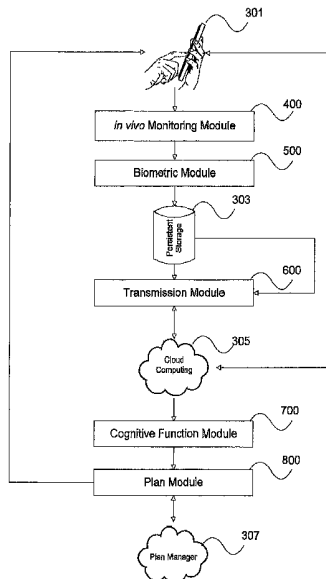 301
400
in vivo Monitoring Module
500
Biometric Module
303
Persistent
Storage
600
Transmission Module
305
Cloud
Computing
700
Cognitive Function Module
800
Plan Module
307
Plan Manager